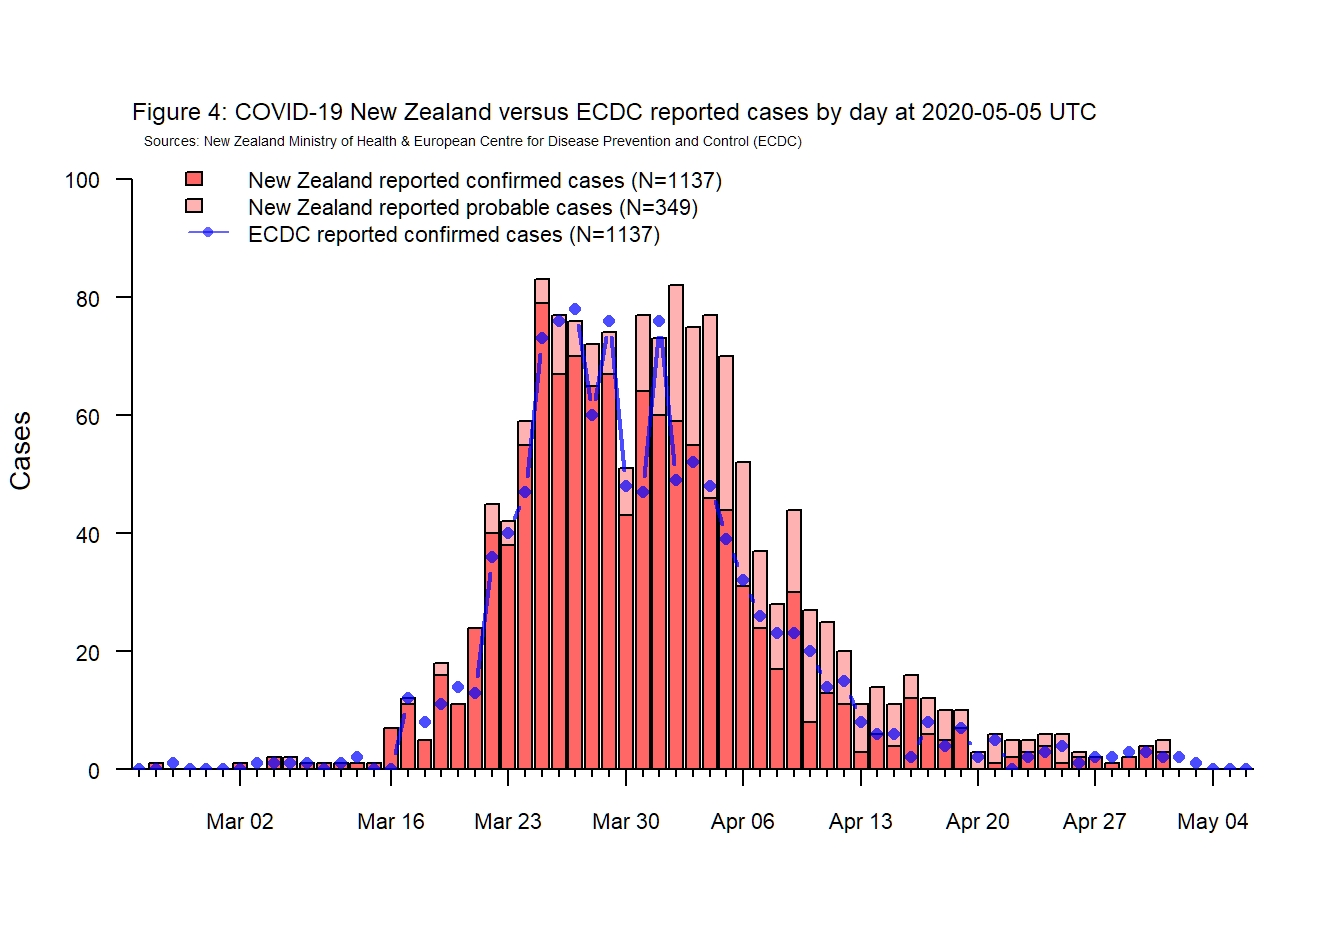 Figure 4: COVID-19 New Zealand versus ECDC reported cases by day at 2020-05-05 UTC
Sources: New Zealand Ministry of Health & European Centre for Disease Prevention and Control (ECDC)
New Zealand reported confirmed cases (N=1137)
New Zealand reported probable cases (N=349)
ECDC reported confirmed cases (N=1137)
Cases
100
80
60
40
20
0
Mar 02 Mar 16 Mar 23 Mar 30 Apr 06 Apr 13 Apr 20 Apr 27 May 04